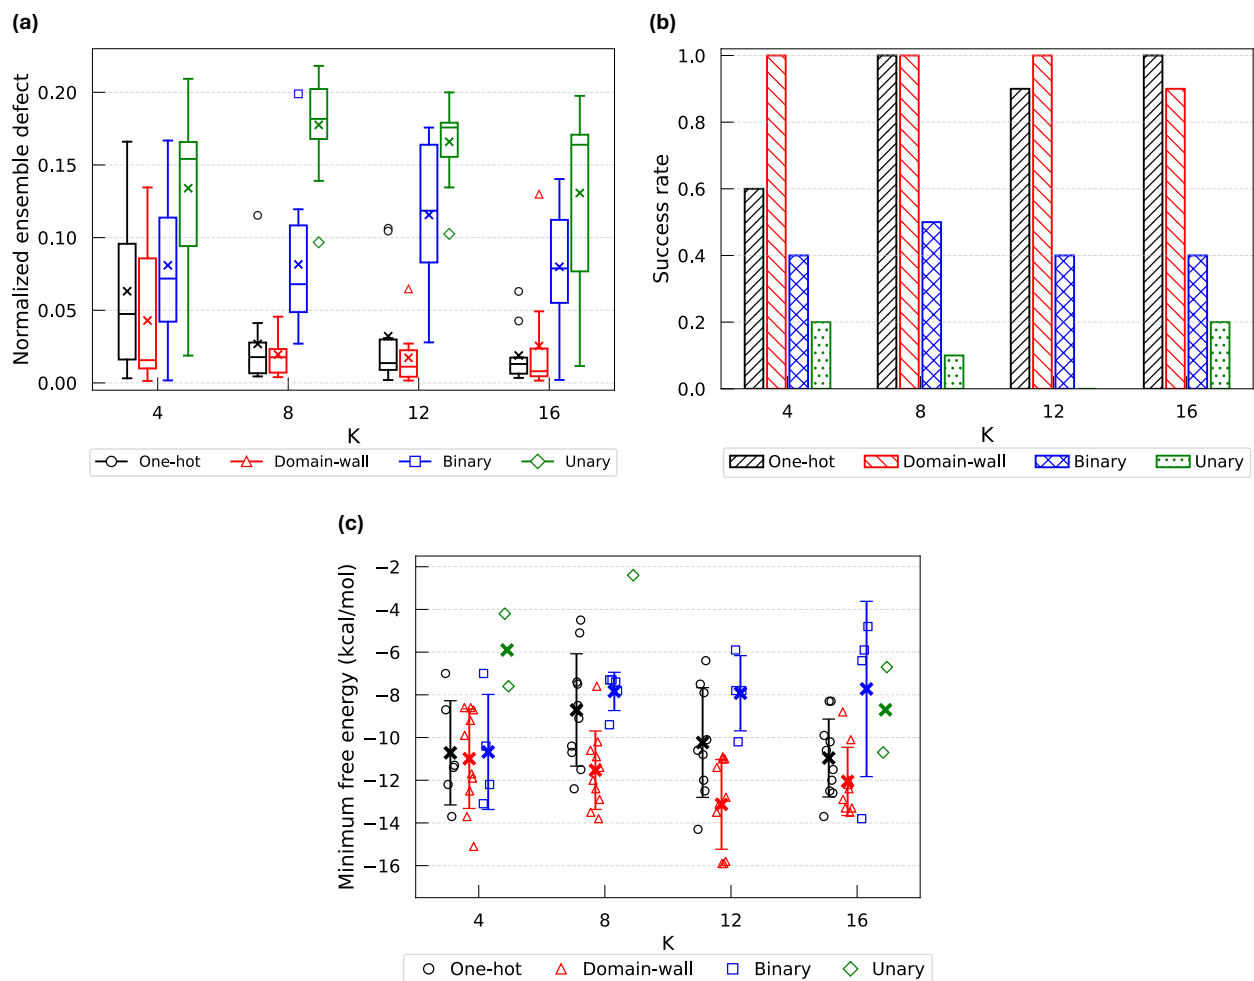 (a)
Normalized ensemble defect
0.20
0.15
0.10
0.05
0.00
4 8 12 16
K
One-hot Domain-wall Binary Unary
(b)
Success rate
1.0
0.8
0.6
0.4
0.2
0.0
4 8 12 16
K
One-hot Domain-wall Binary Unary
(c)
Minimum free energy (kcal/mol)
−2
−4
−6
−8
−10
−12
−14
−16
4 8 12 16
K
One-hot Domain-wall Binary Unary